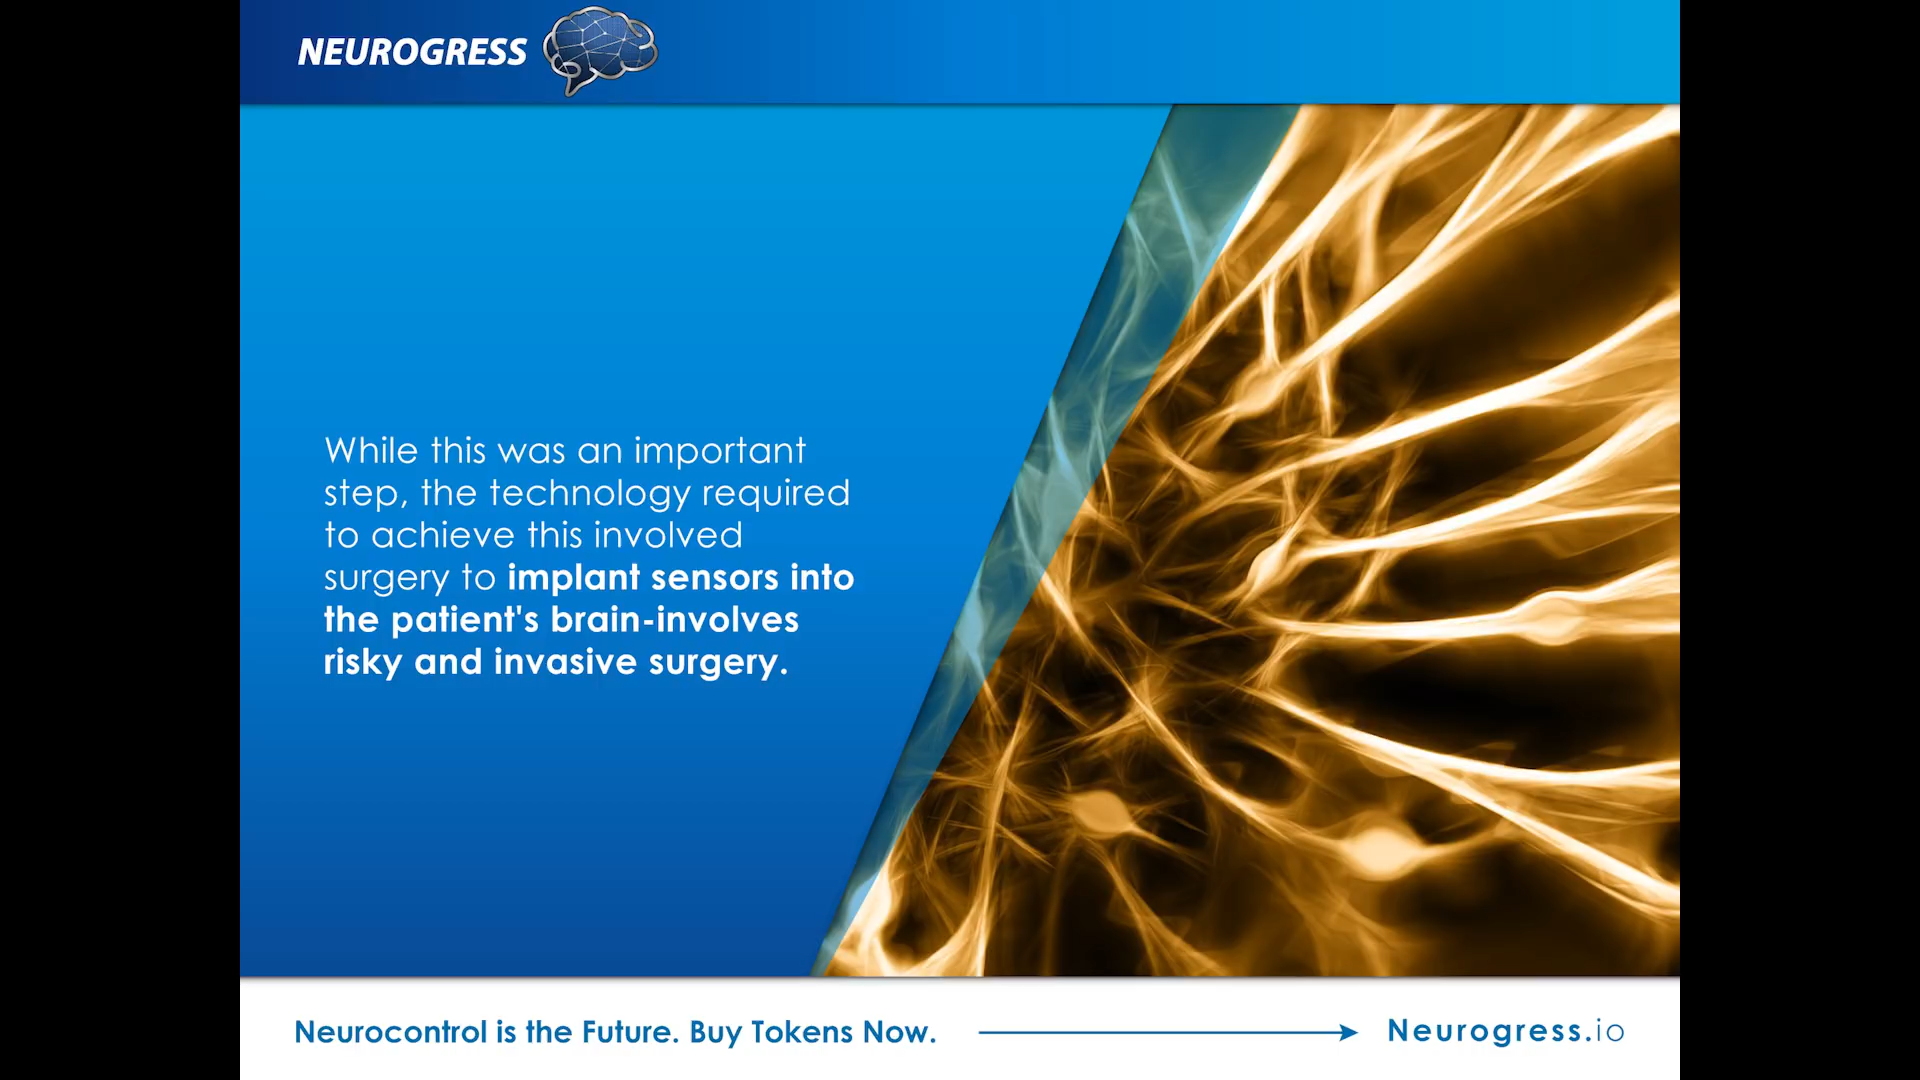 NEUROGRESS
While this was an important
step, the technology required
to achieve this involved
surgery to implant sensors into
the patient's brain-involves
risky and invasive surgery.
Neurocontrol is the Future. Buy Tokens Now.
Neurogress.io